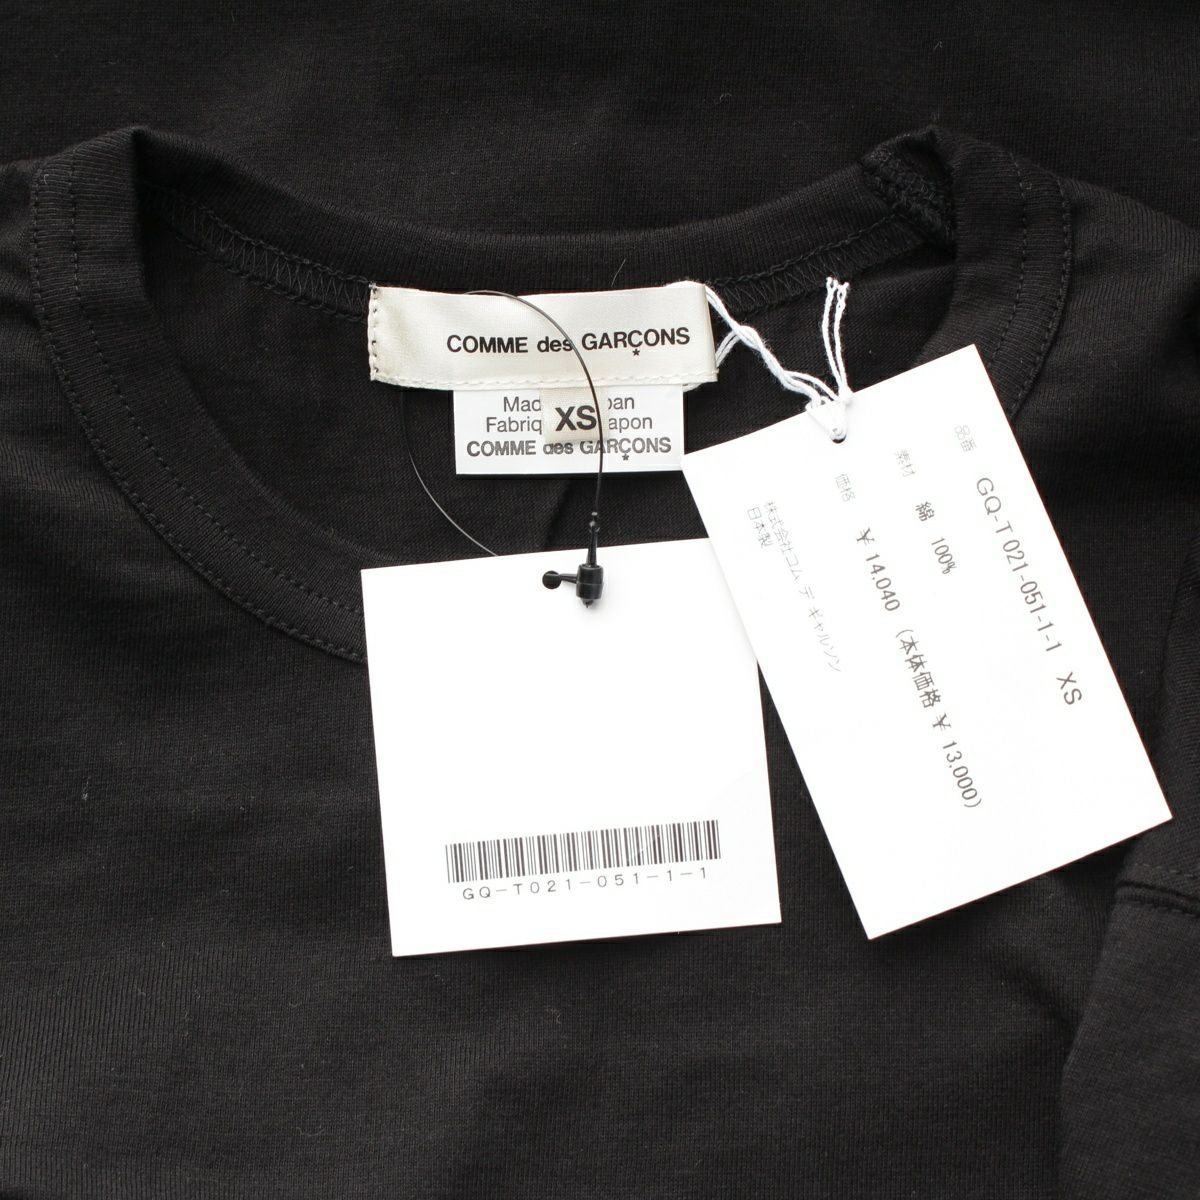 COMME des GARÇONS
Mad pan
Fabriq apon
XS
COMME des GARÇONS
GQ-T021-051-1-1
品番 GQ-T 021-051-1-1 XS
素材 綿 100%
価格 ¥ 14,040 (本体価格 ¥ 13,000)
株式会社コム デ ギャルソン
日本製